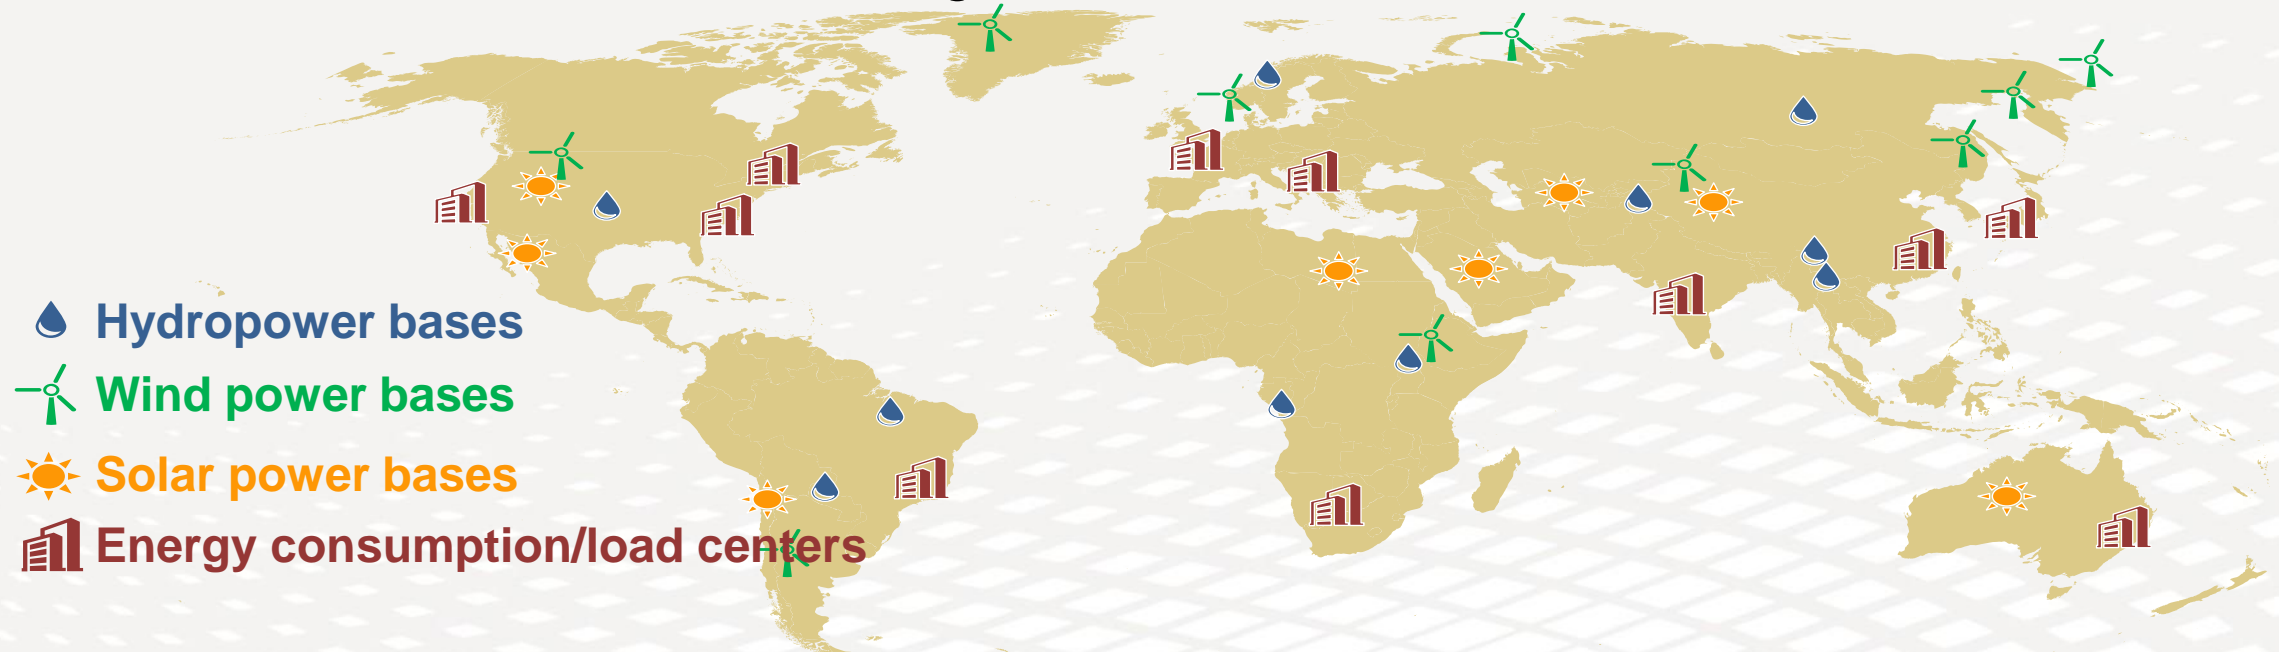 Hydropower bases
Wind power bases
Solar power bases
Energy consumption/load centers